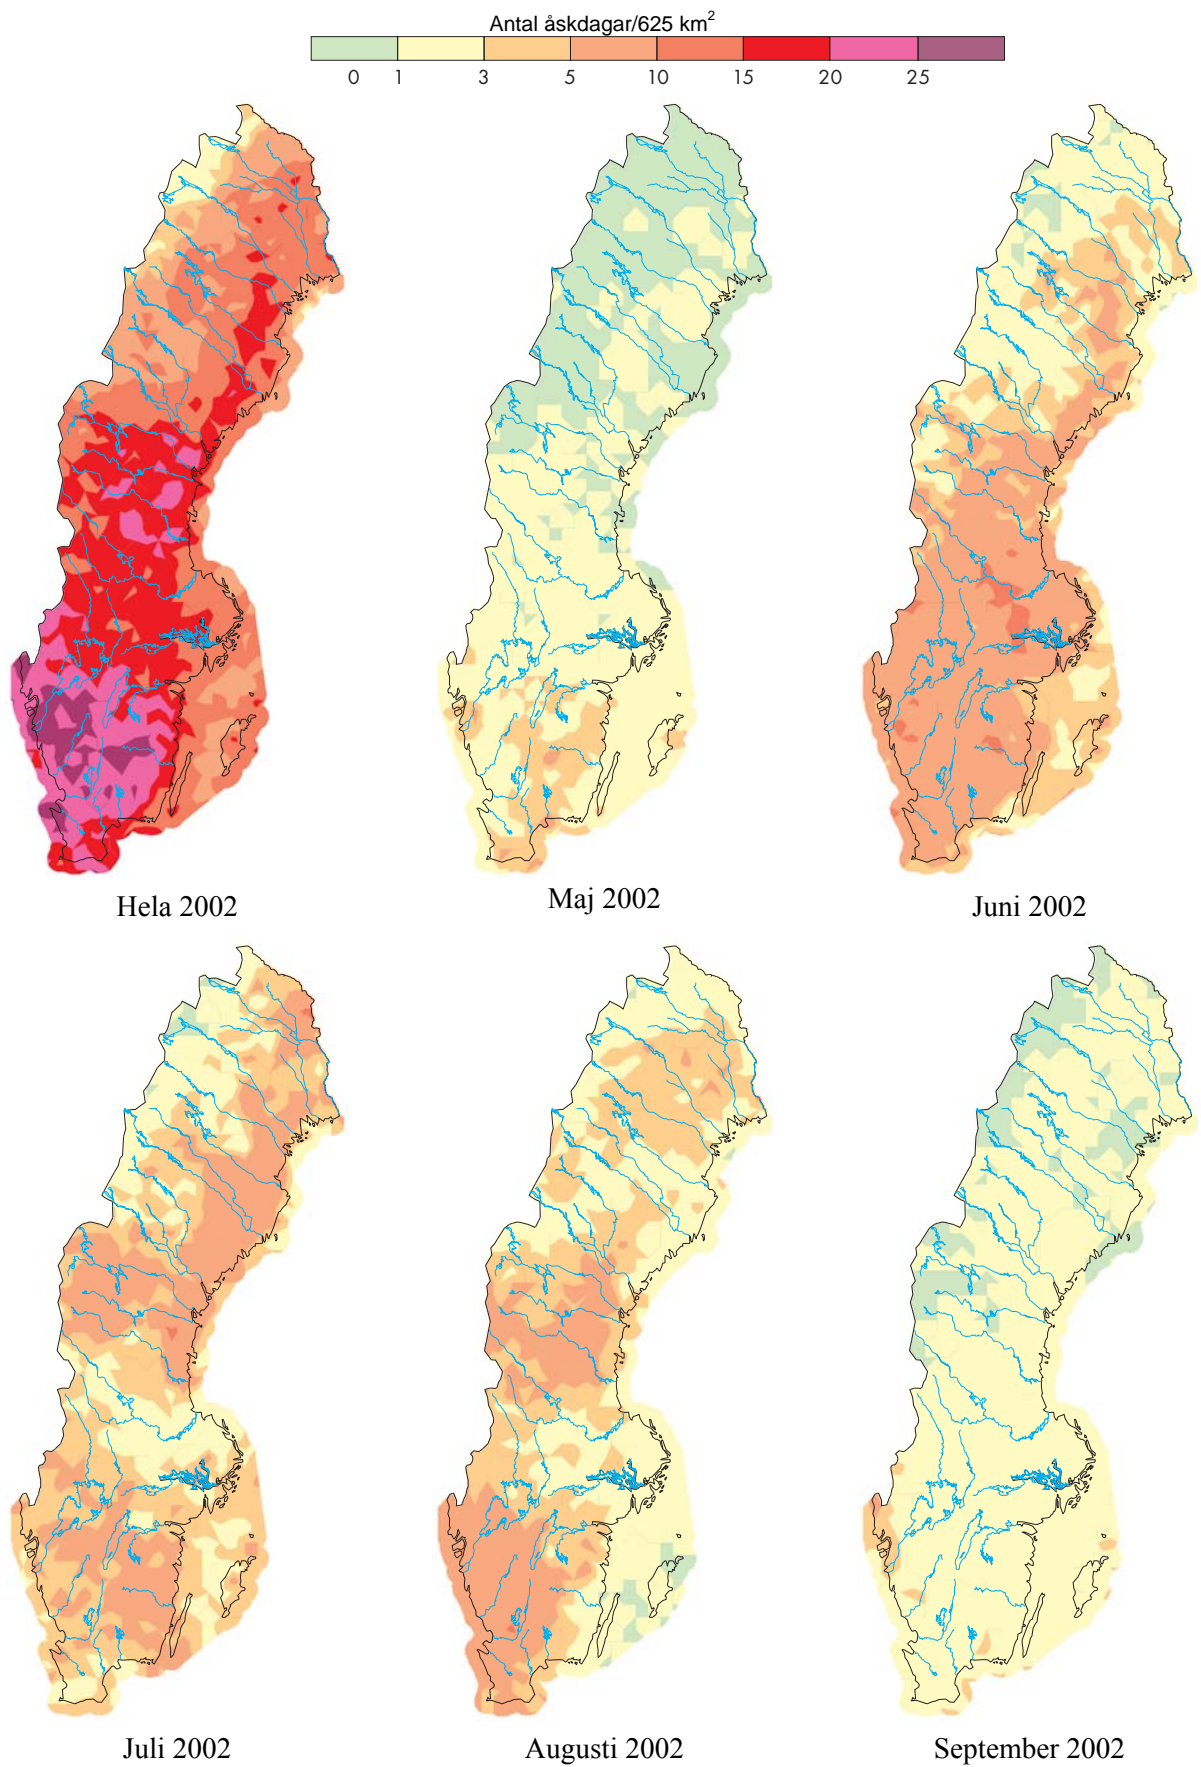 Antal åskdagar/625 km²
0 1 3 5 10 15 20 25
Hela 2002
Maj 2002
Juni 2002
Juli 2002
Augusti 2002
September 2002